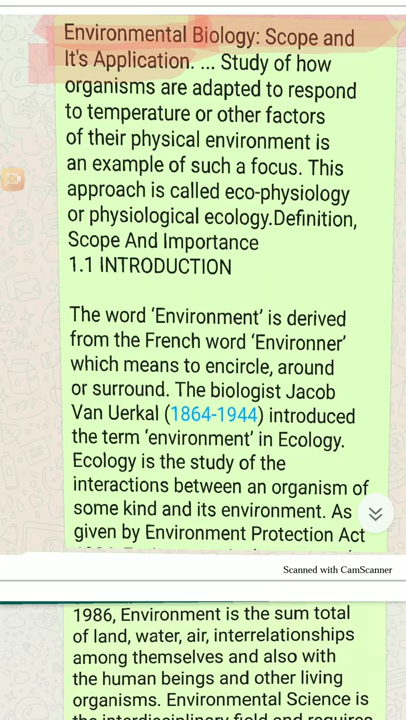 Environmental Biology: Scope and
It's Application. ... Study of how
organisms are adapted to respond
to temperature or other factors
of their physical environment is
an example of such a focus. This
approach is called eco-physiology
or physiological ecology.Definition,
Scope And Importance
1.1 INTRODUCTION
The word ‘Environment’ is derived
from the French word ‘Environner’
which means to encircle, around
or surround. The biologist Jacob
Van Uerkal (1864-1944) introduced
the term ‘environment’ in Ecology.
Ecology is the study of the
interactions between an organism of
some kind and its environment. As
given by Environment Protection Act
Scanned with CamScanner
1986, Environment is the sum total
of land, water, air, interrelationships
among themselves and also with
the human beings and other living
organisms. Environmental Science is
the interdisciplinary field and requires